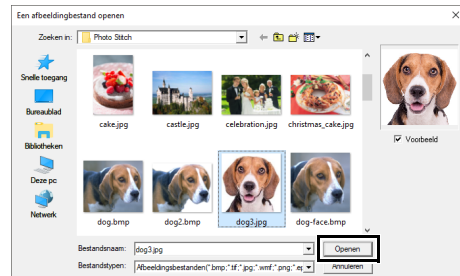 Een afbeeldingbestand openen
Zoeken in: Photo Stitch
Snelle toegang
Bureaublad
Bibliotheken
Deze pc
Netwerk
cake.jpg castle.jpg celebration.jpg christmas_cake.jpg
dog.bmp dog2.bmp dog3.jpg dog-face.bmp
Voorbeeld
Bestandsnaam: dog3.jpg Openen
Bestandstypen: Afbeeldingsbestanden(*.bmp;*.tif;*.jpg;*.wmf;*.png;*.ep Annuleren